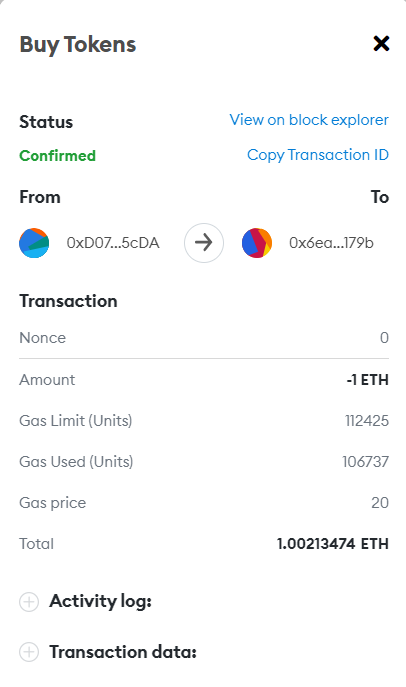 Buy Tokens
Status
View on block explorer
Confirmed
Copy Transaction ID
From
To
0xD07...5cDA
0x6ea...179b
Transaction
Nonce 0
Amount -1 ETH
Gas Limit (Units) 112425
Gas Used (Units) 106737
Gas price 20
Total 1.00213474 ETH
Activity log:
Transaction data: